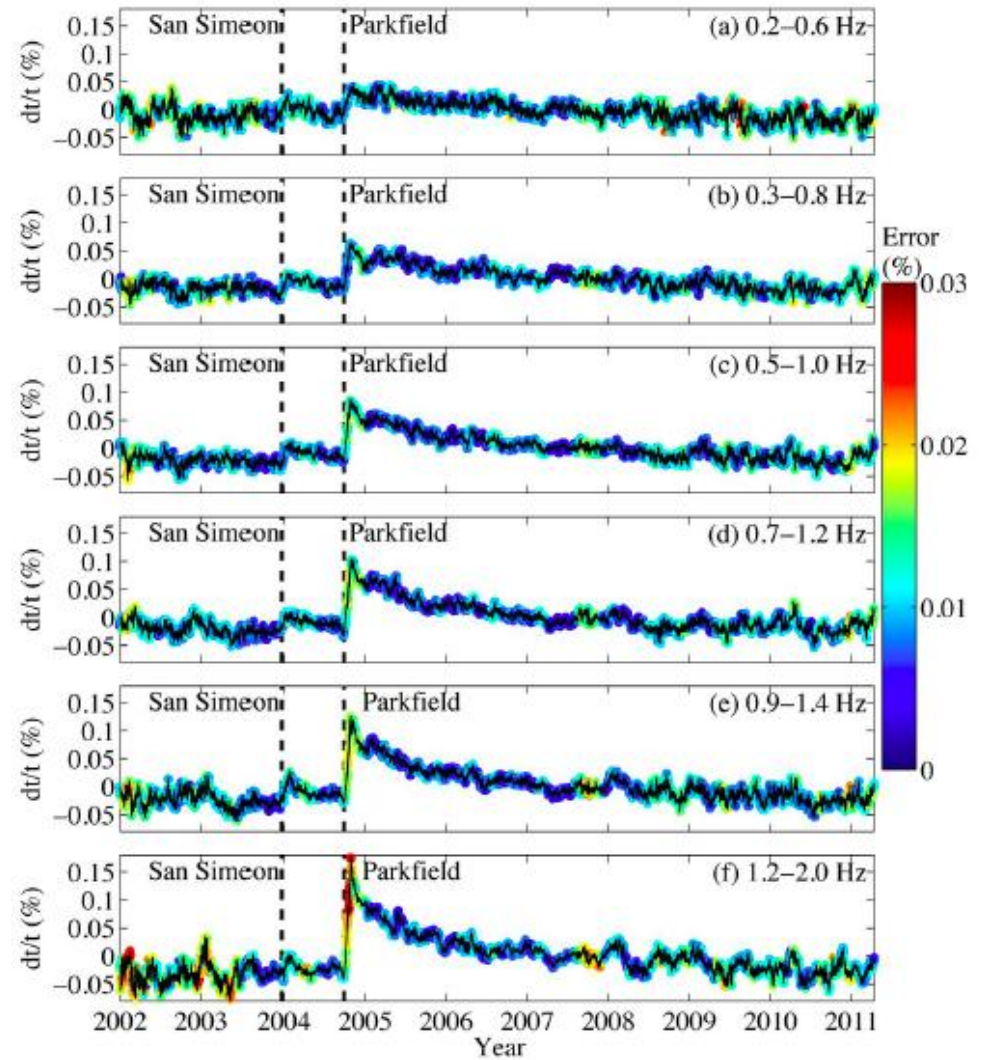 San Simeon Parkfield (a) 0.2–0.6 Hz
0.15
0.1
0.05
0
−0.05
dt/t (%)
San Simeon Parkfield (b) 0.3–0.8 Hz
0.15
0.1
0.05
0
−0.05
dt/t (%)
San Simeon Parkfield (c) 0.5–1.0 Hz
0.15
0.1
0.05
0
−0.05
dt/t (%)
San Simeon Parkfield (d) 0.7–1.2 Hz
0.15
0.1
0.05
0
−0.05
dt/t (%)
San Simeon Parkfield (e) 0.9–1.4 Hz
0.15
0.1
0.05
0
−0.05
dt/t (%)
San Simeon Parkfield (f) 1.2–2.0 Hz
0.15
0.1
0.05
0
−0.05
dt/t (%)
2002 2003 2004 2005 2006 2007 2008 2009 2010 2011
Year
Error
(%)
0.03
0.02
0.01
0